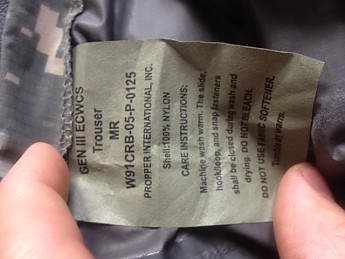 GEN III ECWCS
Trouser
MR
W91CRB-05-P-0125
PROPPER INTERNATIONAL, INC.
Shell:100% NYLON
CARE INSTRUCTIONS:
Machine wash warm. The slide,
hook/loop, and snap fasteners
shall be closed during wash and
drying. DO NOT BLEACH.
DO NOT USE FABRIC SOFTENER.
Tumble in warm.